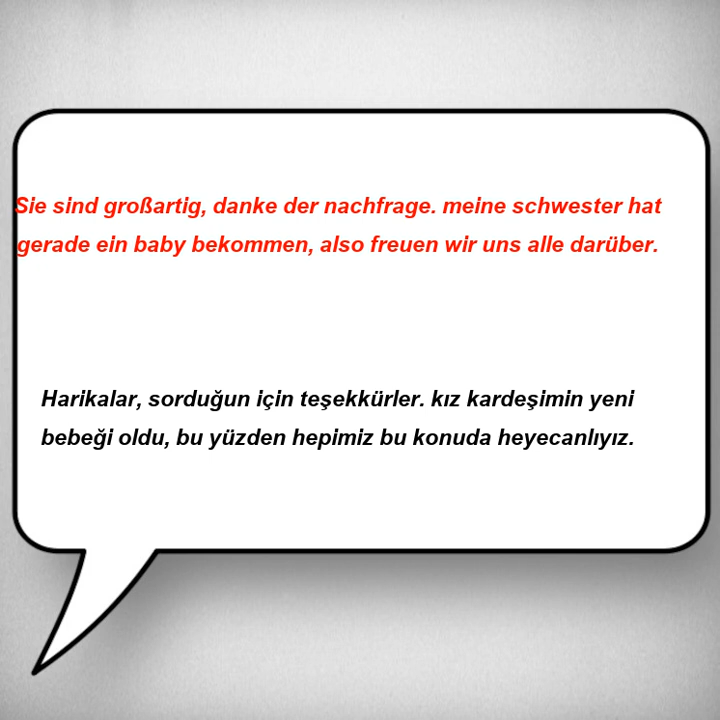 Sie sind großartig, danke der nachfrage. meine schwester hat
gerade ein baby bekommen, also freuen wir uns alle darüber.
Harikalar, sorduğun için teşekkürler. kız kardeşimin yeni
bebeği oldu, bu yüzden hepimiz bu konuda heyecanlıyız.